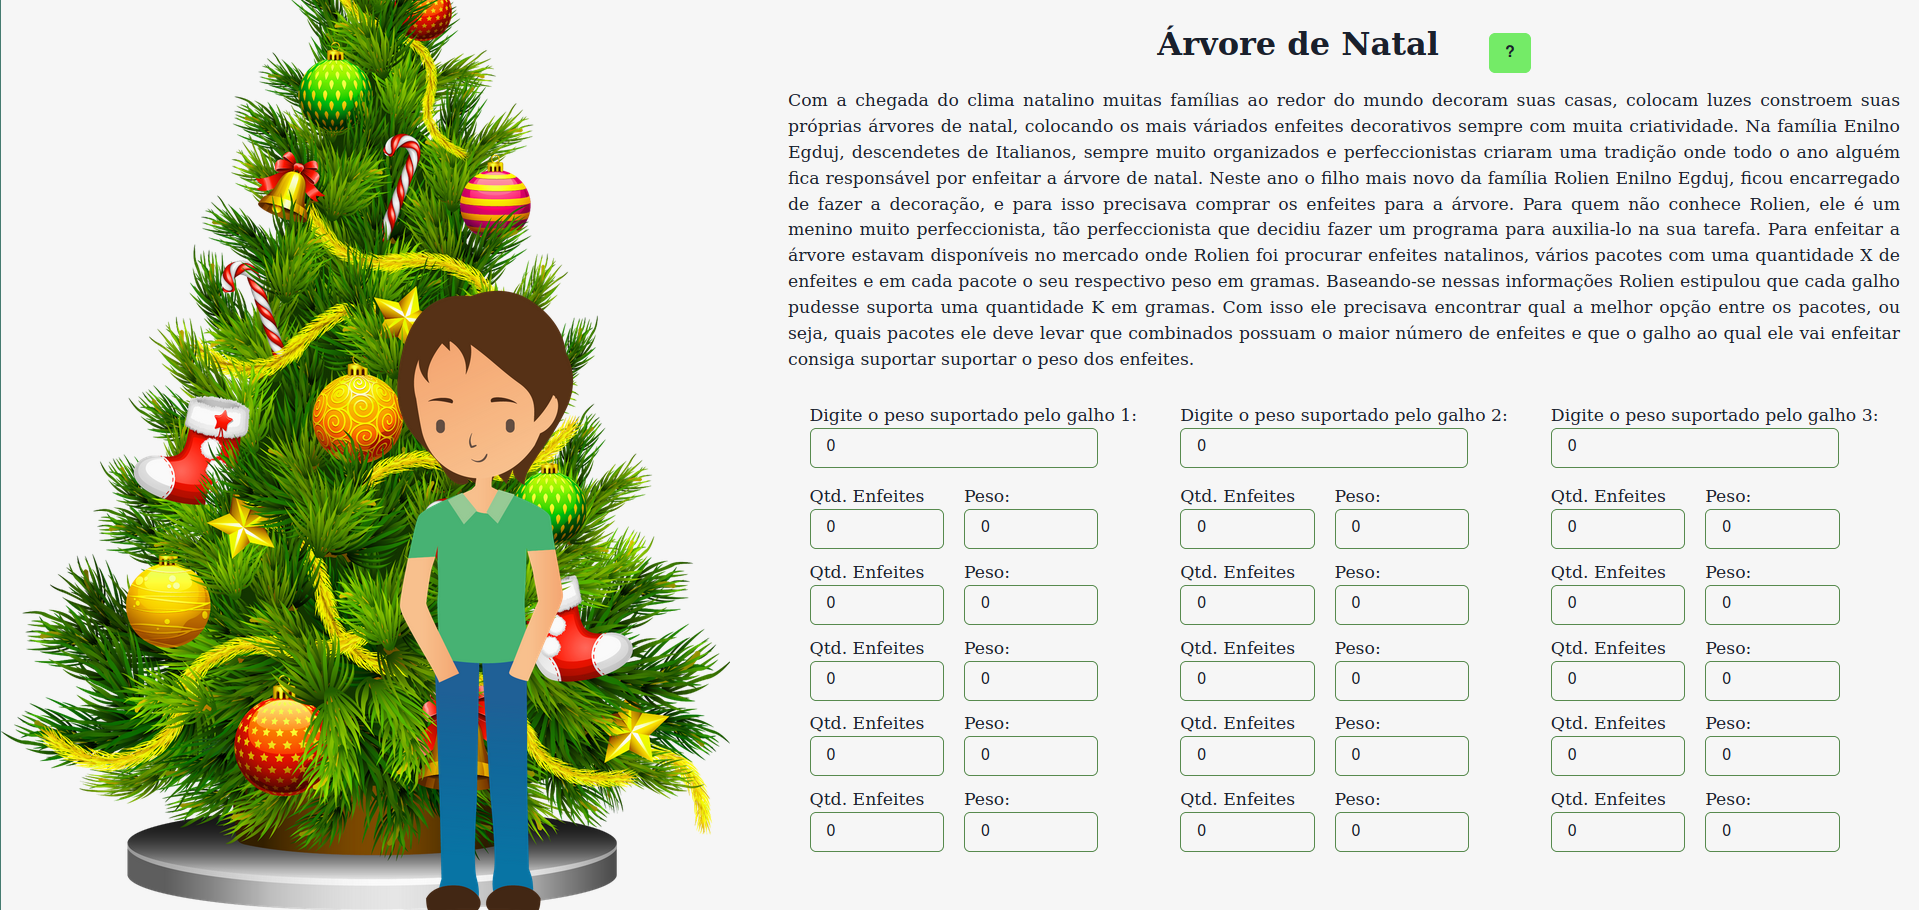 Árvore de Natal
?
Com a chegada do clima natalino muitas famílias ao redor do mundo decoram suas casas, colocam luzes constroem suas
próprias árvores de natal, colocando os mais váriados enfeites decorativos sempre com muita criatividade. Na família Enilno
Egduj, descendetes de Italianos, sempre muito organizados e perfeccionistas criaram uma tradição onde todo o ano alguém
fica responsável por enfeitar a árvore de natal. Neste ano o filho mais novo da família Rolien Enilno Egduj, ficou encarregado
de fazer a decoração, e para isso precisava comprar os enfeites para a árvore. Para quem não conhece Rolien, ele é um
menino muito perfeccionista, tão perfeccionista que decidiu fazer um programa para auxilia-lo na sua tarefa. Para enfeitar a
árvore estavam disponíveis no mercado onde Rolien foi procurar enfeites natalinos, vários pacotes com uma quantidade X de
enfeites e em cada pacote o seu respectivo peso em gramas. Baseando-se nessas informações Rolien estipulou que cada galho
pudesse suporta uma quantidade K em gramas. Com isso ele precisava encontrar qual a melhor opção entre os pacotes, ou
seja, quais pacotes ele deve levar que combinados possuam o maior número de enfeites e que o galho ao qual ele vai enfeitar
consiga suportar suportar o peso dos enfeites.
Digite o peso suportado pelo galho 1: Digite o peso suportado pelo galho 2: Digite o peso suportado pelo galho 3:
0 0 0
Qtd. Enfeites Peso: Qtd. Enfeites Peso: Qtd. Enfeites Peso:
0 0 0 0 0 0
Qtd. Enfeites Peso: Qtd. Enfeites Peso: Qtd. Enfeites Peso:
0 0 0 0 0 0
Qtd. Enfeites Peso: Qtd. Enfeites Peso: Qtd. Enfeites Peso:
0 0 0 0 0 0
Qtd. Enfeites Peso: Qtd. Enfeites Peso: Qtd. Enfeites Peso:
0 0 0 0 0 0
Qtd. Enfeites Peso: Qtd. Enfeites Peso: Qtd. Enfeites Peso:
0 0 0 0 0 0